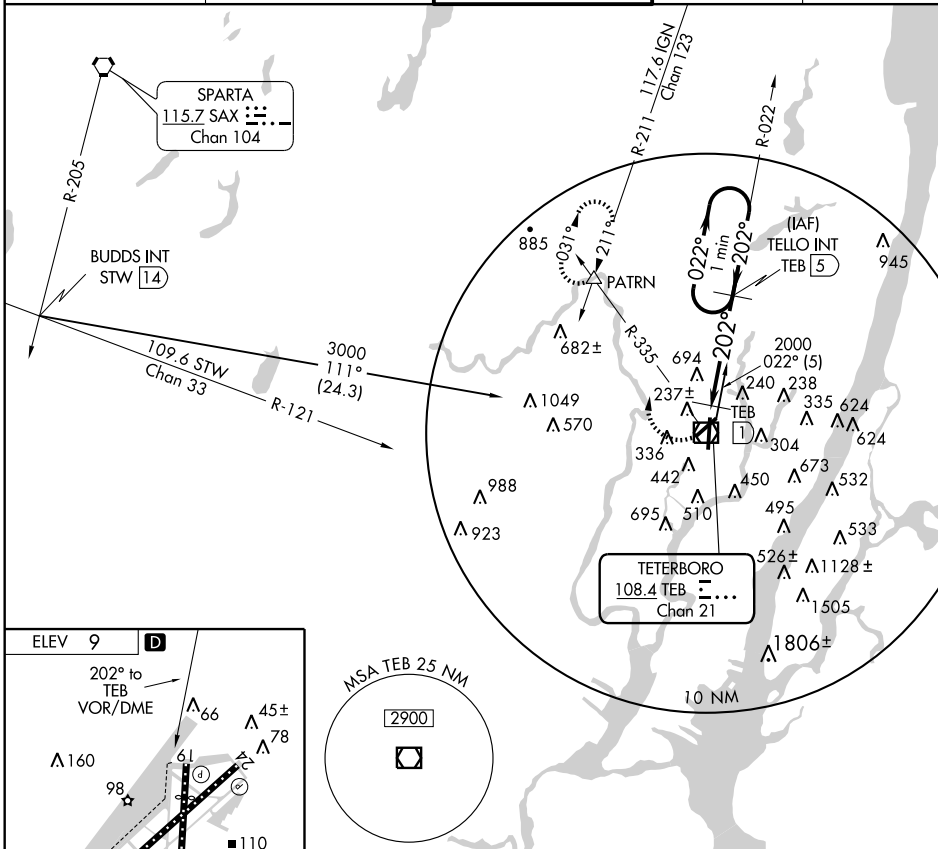 117.6 IGN
Chan 123
R-211
R-022
SPARTA
115.7 SAX
Chan 104
R-205
BUDDS INT
STW 14
3000
111°
(24.3)
109.6 STW
Chan 33
R-121
885
031°
211°
PATRN
R-335
682±
022°
1 min
202°
(IAF)
TELLO INT
TEB 5
945
202°
2000
022° (5)
694
237±
240
238
335
624
624
TEB
1
304
336
1049
570
442
510
450
673
532
695
495
533
988
923
526±
1128±
1505
1806±
TETERBORO
108.4 TEB
Chan 21
10 NM
MSA TEB 25 NM
2900
ELEV 9
D
202° to
TEB
VOR/DME
66
45±
78
160
98
19
24
P
P
110